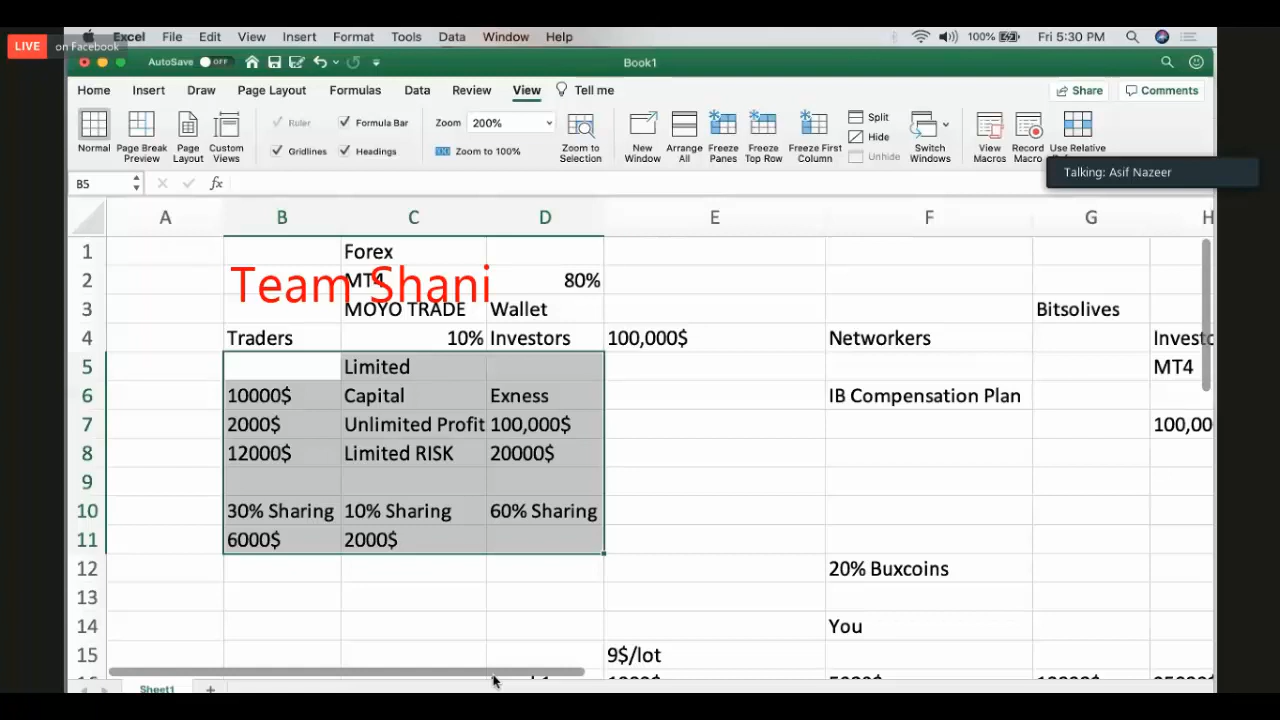 LIVE on Facebook
Excel File Edit View Insert Format Tools Data Window Help 100% Fri 5:30 PM
AutoSave OFF Book1
Home Insert Draw Page Layout Formulas Data Review View Tell me Share Comments
Normal Page Break Preview Page Layout Custom Views Ruler Formula Bar Gridlines Headings Zoom 200% Zoom to 100% Zoom to Selection New Window Arrange All Freeze Panes Freeze Top Row Freeze First Column Split Hide Unhide Switch Windows View Macros Record Macro Use Relative
Talking: Asif Nazeer
B5 fx
A B C D E F G H
1 Forex
Team Shani
2 MT4 80%
3 MOYO TRADE Wallet Bitsolives
4 Traders 10% Investors 100,000$ Networkers
5 Limited MT4
6 10000$ Capital Exness IB Compensation Plan
7 2000$ Unlimited Profit 100,000$ 100,00
8 12000$ Limited RISK 20000$
9
10 30% Sharing 10% Sharing 60% Sharing
11 6000$ 2000$
12 20% Buxcoins
13
14 You
15 9$/lot
Sheet1